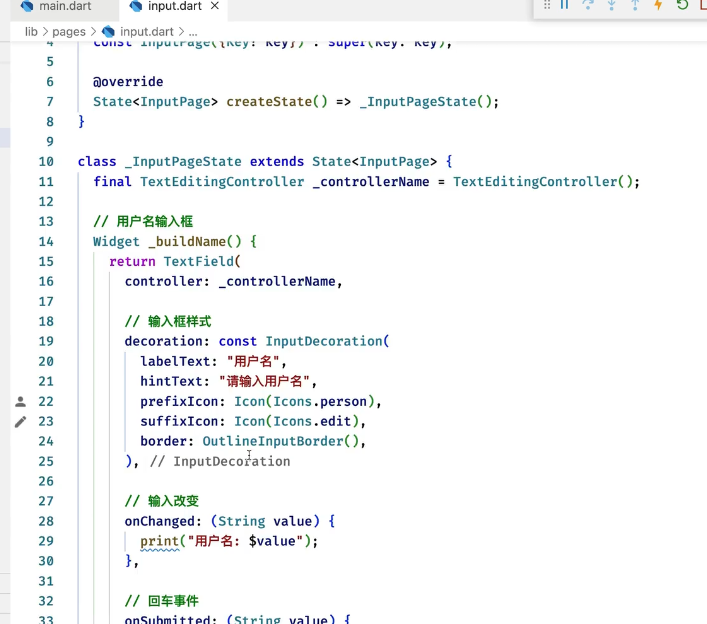 main.dart input.dart
lib > pages > input.dart > ...
4 const InputPage({Key? key}) : super(key: key);
5
6 @override
7 State<InputPage> createState() => _InputPageState();
8 }
9
10 class _InputPageState extends State<InputPage> {
11 final TextEditingController _controllerName = TextEditingController();
12
13 // 用户名输入框
14 Widget _buildName() {
15 return TextField(
16 controller: _controllerName,
17
18 // 输入框样式
19 decoration: const InputDecoration(
20 labelText: "用户名",
21 hintText: "请输入用户名",
22 prefixIcon: Icon(Icons.person),
23 suffixIcon: Icon(Icons.edit),
24 border: OutlineInputBorder(),
25 ), // InputDecoration
26
27 // 输入改变
28 onChanged: (String value) {
29 print("用户名: $value");
30 },
31
32 // 回车事件
33 onSubmitted: (String value) {